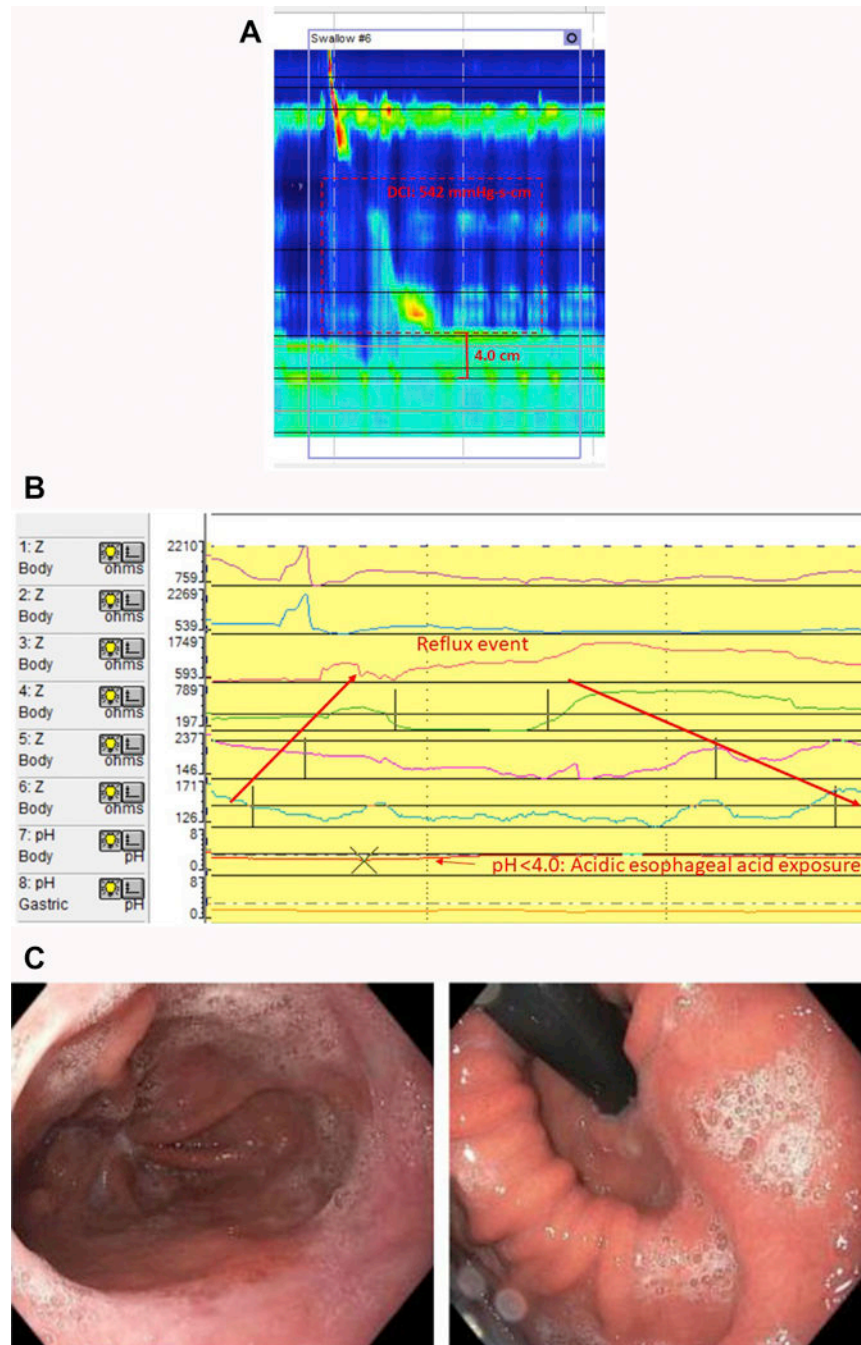 A
Swallow #6
DCI: 542 mmHg-s-cm
4.0 cm
B
1: Z
Body
ohms
2210
759
2: Z
Body
ohms
2269
539
3: Z
Body
ohms
1749
593
Reflux event
4: Z
Body
ohms
789
197
5: Z
Body
ohms
237
146
6: Z
Body
ohms
171
126
7: pH
Body
pH
8
0
pH<4.0: Acidic esophageal acid exposure
8: pH
Gastric
pH
8
0
C